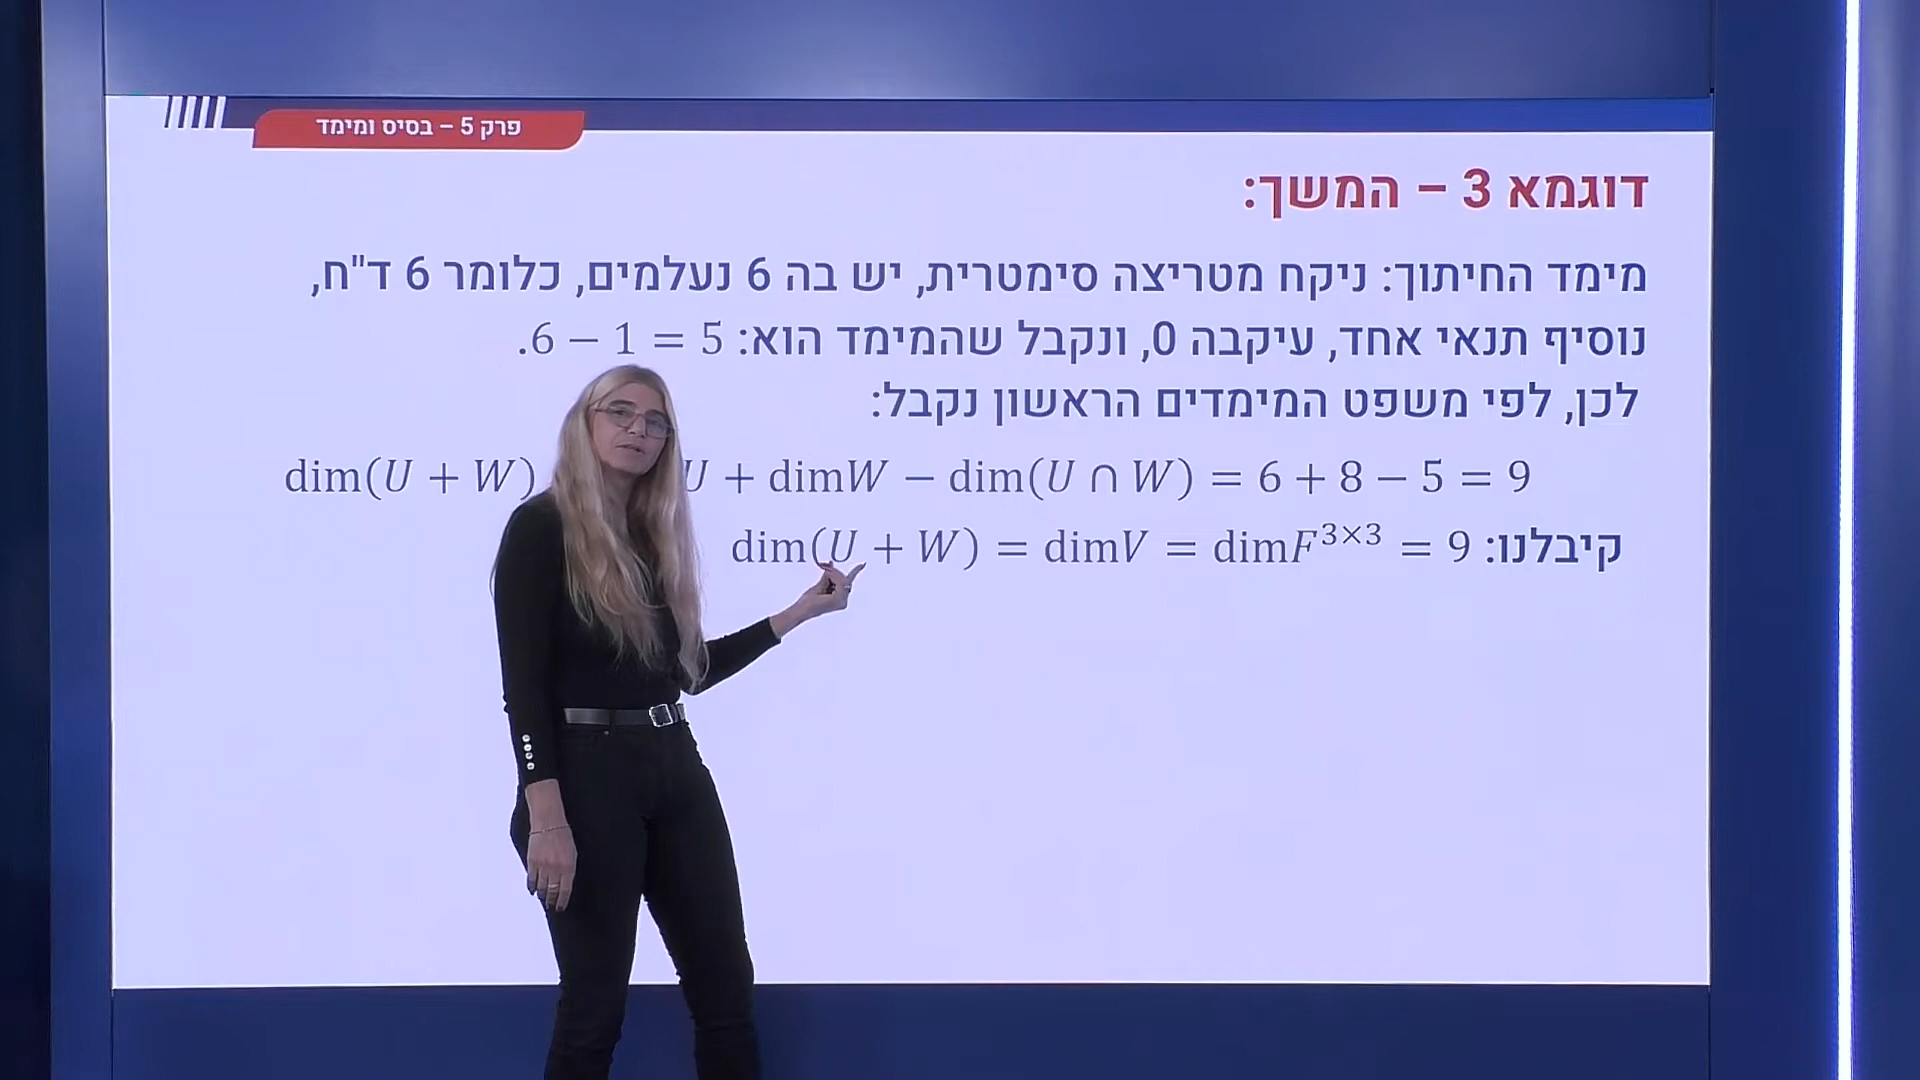 פרק 5 – בסיס ומימד
דוגמא 3 – המשך:
מימד החיתוך: ניקח מטריצה סימטרית, יש בה 6 נעלמים, כלומר 6 ד"ח,
נוסיף תנאי אחד, עיקבה 0, ונקבל שהמימד הוא: 6 − 1 = 5.
לכן, לפי משפט המימדים הראשון נקבל:
dim(U + W) U + dimW − dim(U ∩ W) = 6 + 8 − 5 = 9
קיבלנו: dim(U + W) = dimV = dimF^{3×3} = 9